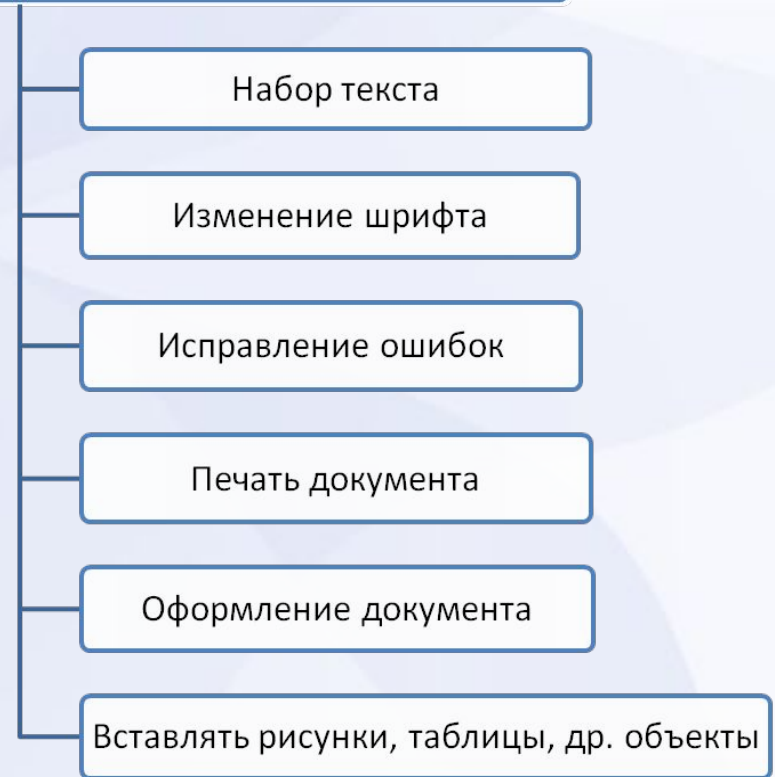 Набор текста
Изменение шрифта
Исправление ошибок
Печать документа
Оформление документа
Вставлять рисунки, таблицы, др. объекты